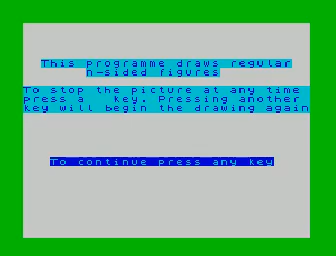 This programme draws regular
n-sided figures
To stop the picture at any time
press a key. Pressing another
key will begin the drawing again
To continue press any key